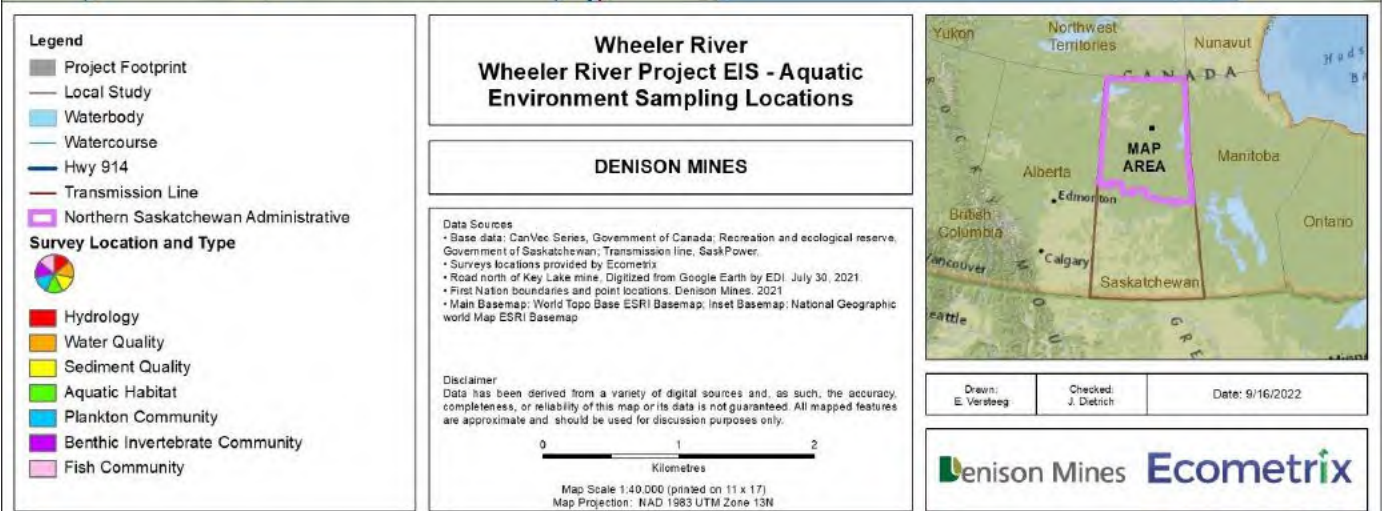 Legend
Project Footprint
Local Study
Waterbody
Watercourse
Hwy 914
Transmission Line
Northern Saskatchewan Administrative
Survey Location and Type
Hydrology
Water Quality
Sediment Quality
Aquatic Habitat
Plankton Community
Benthic Invertebrate Community
Fish Community
Wheeler River
Wheeler River Project EIS - Aquatic
Environment Sampling Locations
DENISON MINES
Data Sources
• Base data: CanVec Series, Government of Canada; Recreation and ecological reserve,
Government of Saskatchewan; Transmission line, SaskPower.
• Surveys locations provided by Ecometrix
• Road north of Key Lake mine, Digitized from Google Earth by EDI. July 30, 2021.
• First Nation boundaries and point locations. Denison Mines. 2021
• Main Basemap: World Topo Base ESRI Basemap; Inset Basemap: National Geographic
world Map ESRI Basemap
Disclaimer
Data has been derived from a variety of digital sources and, as such, the accuracy,
completeness, or reliability of this map or its data is not guaranteed. All mapped features
are approximate and should be used for discussion purposes only.
0 1 2
Kilometres
Map Scale 1:40,000 (printed on 11 x 17)
Map Projection: NAD 1983 UTM Zone 13N
Yukon
Northwest
Territories
Nunavut
Huds
BA
CANADA
ROCK
MOU
MAP
AREA
Alberta
Manitoba
Edmonton
British
Columbia
Ontario
Calgary
ancouver
Saskatchewan
eattle
GRE
Drawn:
E. Versteeg
Checked:
J. Dietrich
Date: 9/16/2022
Denison Mines
Ecometrix